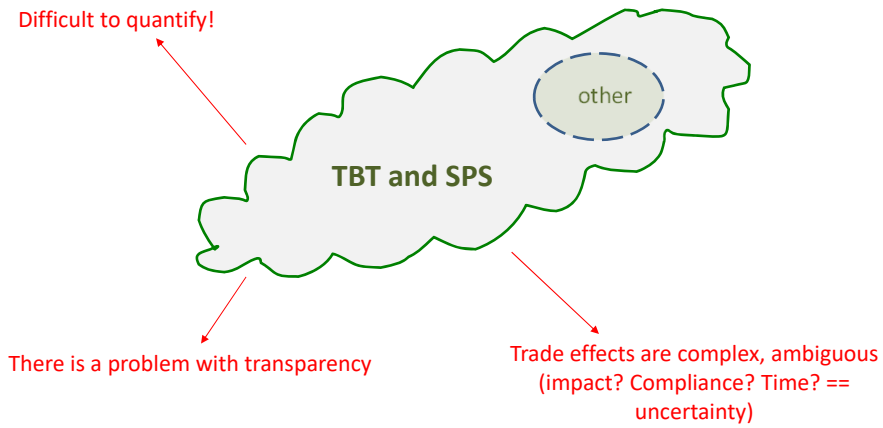 Difficult to quantify!
other
TBT and SPS
There is a problem with transparency
Trade effects are complex, ambiguous
(impact? Compliance? Time? ==
uncertainty)